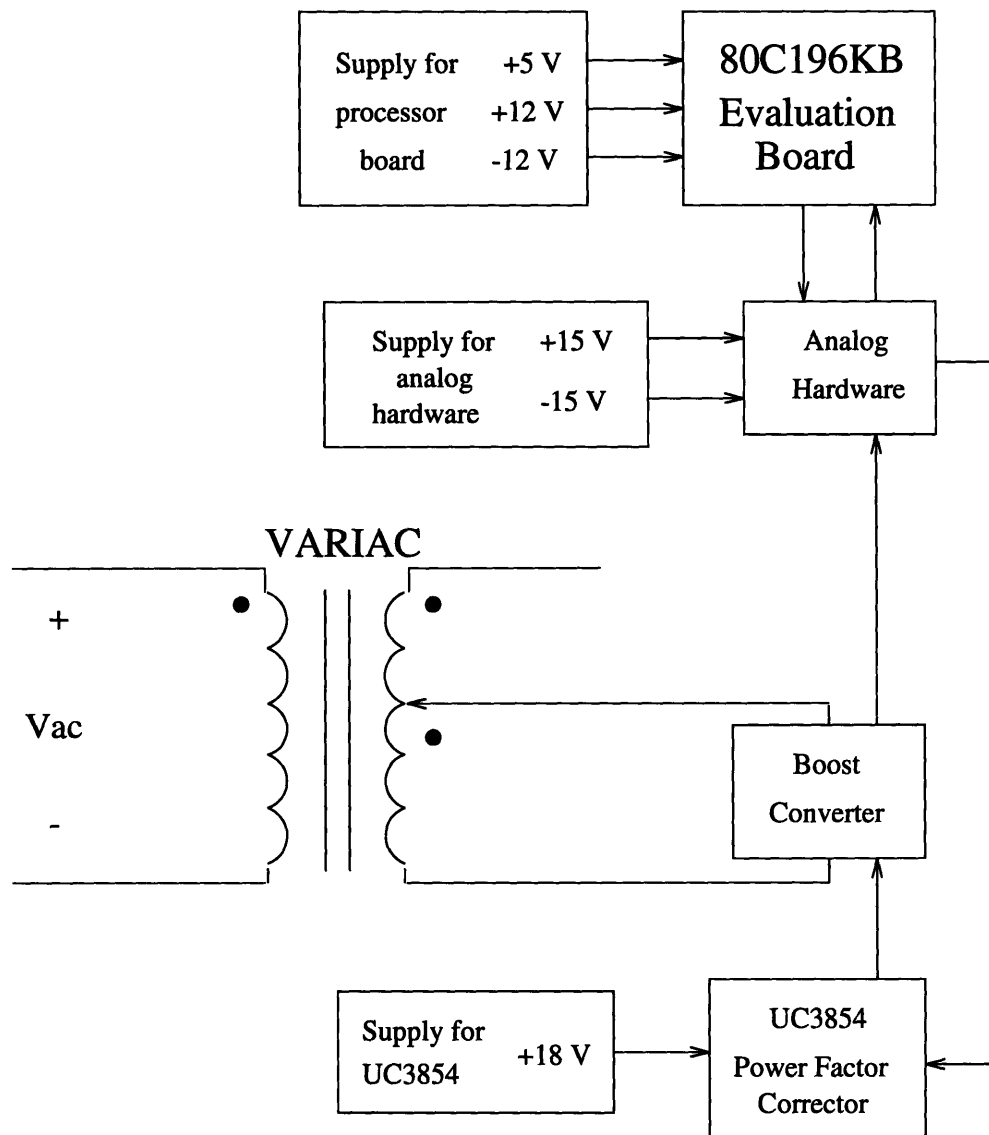 Supply for +5 V
processor +12 V
board -12 V
80C196KB
Evaluation
Board
Supply for +15 V
analog
hardware -15 V
Analog
Hardware
VARIAC
+
Vac
-
Boost
Converter
Supply for
UC3854 +18 V
UC3854
Power Factor
Corrector